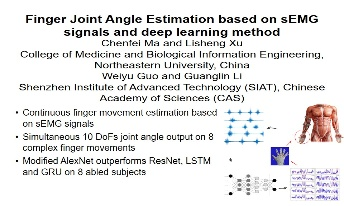 Finger Joint Angle Estimation based on sEMG
signals and deep learning method
Chenfei Ma and Lisheng Xu
College of Medicine and Biological Information Engineering,
Northeastern University, China
Weiyu Guo and Guanglin Li
Shenzhen Institute of Advanced Technology (SIAT), Chinese
Academy of Sciences (CAS)
• Continuous finger movement estimation based
on sEMG signals
• Simultaneous 10 DoFs joint angle output on 8
complex finger movements
• Modified AlexNet outperforms ResNet, LSTM
and GRU on 8 abled subjects